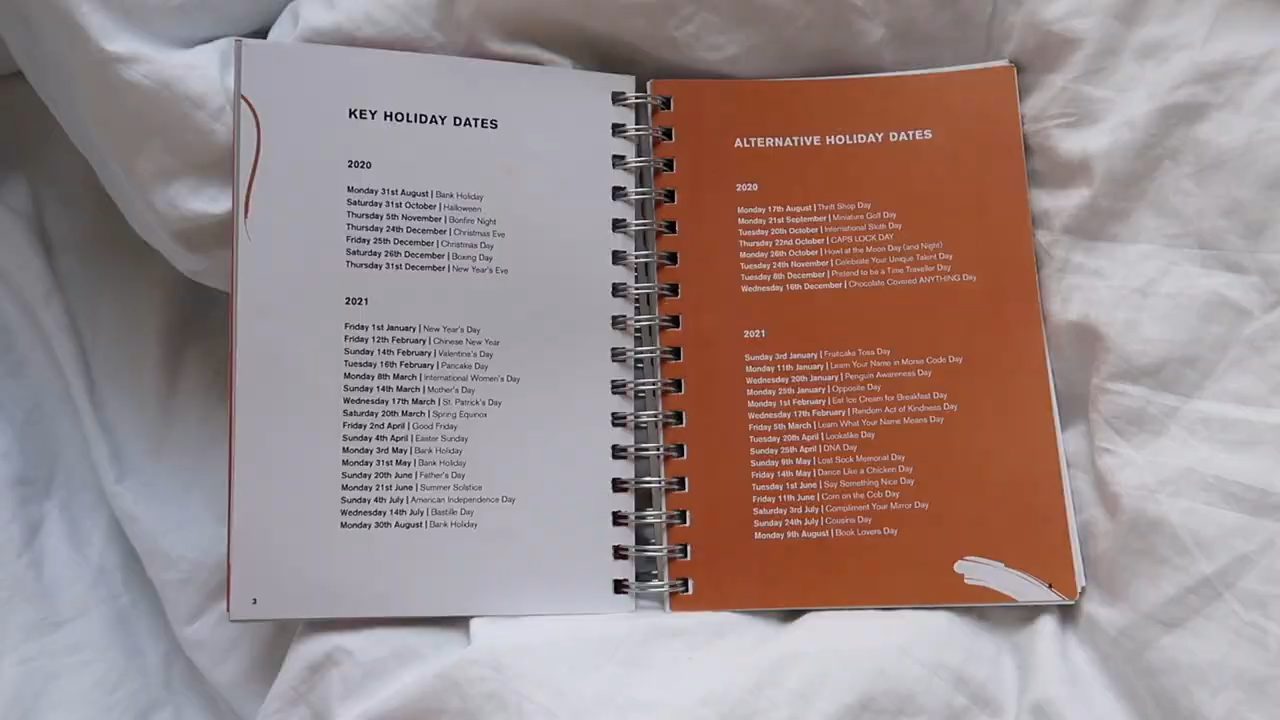 KEY HOLIDAY DATES
2020
Monday 31st August | Bank Holiday
Saturday 31st October | Halloween
Thursday 5th November | Bonfire Night
Thursday 24th December | Christmas Eve
Friday 25th December | Christmas Day
Saturday 26th December | Boxing Day
Thursday 31st December | New Year's Eve
2021
Friday 1st January | New Year's Day
Friday 12th February | Chinese New Year
Sunday 14th February | Valentine's Day
Tuesday 16th February | Pancake Day
Monday 8th March | International Women's Day
Sunday 14th March | Mother's Day
Wednesday 17th March | St. Patrick's Day
Saturday 20th March | Spring Equinox
Friday 2nd April | Good Friday
Sunday 4th April | Easter Sunday
Monday 3rd May | Bank Holiday
Monday 31st May | Bank Holiday
Sunday 20th June | Father's Day
Monday 21st June | Summer Solstice
Sunday 4th July | American Independence Day
Wednesday 14th July | Bastille Day
Monday 30th August | Bank Holiday
3
ALTERNATIVE HOLIDAY DATES
2020
Monday 17th August | Thrift Shop Day
Monday 21st September | Miniature Golf Day
Tuesday 20th October | International Sloth Day
Thursday 22nd October | CAPS LOCK DAY
Monday 26th October | Howl at the Moon Day (and Night)
Tuesday 24th November | Celebrate Your Unique Talent Day
Tuesday 8th December | Pretend to be a Time Traveller Day
Wednesday 16th December | Chocolate Covered ANYTHING Day
2021
Sunday 3rd January | Fruitcake Toss Day
Monday 11th January | Learn Your Name in Morse Code Day
Wednesday 20th January | Penguin Awareness Day
Monday 25th January | Opposite Day
Monday 1st February | Eat Ice Cream for Breakfast Day
Wednesday 17th February | Random Act of Kindness Day
Friday 5th March | Learn What Your Name Means Day
Tuesday 20th April | Lookalike Day
Sunday 25th April | DNA Day
Sunday 9th May | Lost Sock Memorial Day
Friday 14th May | Dance Like a Chicken Day
Tuesday 1st June | Say Something Nice Day
Friday 11th June | Corn on the Cob Day
Saturday 3rd July | Compliment Your Mirror Day
Sunday 24th July | Cousins Day
Monday 9th August | Book Lovers Day